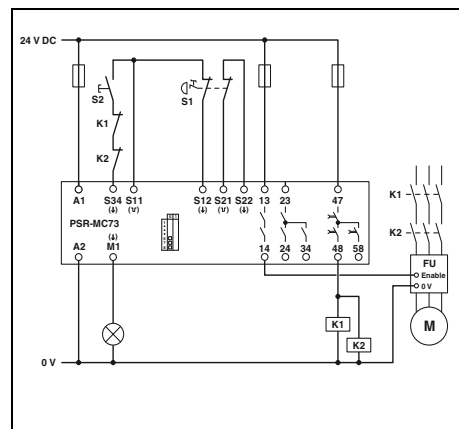 24 V DC
S2
K1
K2
S1
A1 S34 S11 S12 S21 S22 13 23 47
(↓) (∀) (↓) (∀) (↓)
PSR-MC73
(↓)
A2 M1 14 24 34 48 58
K1
K2
FU
Enable
0 V
M
K1
K2
0 V